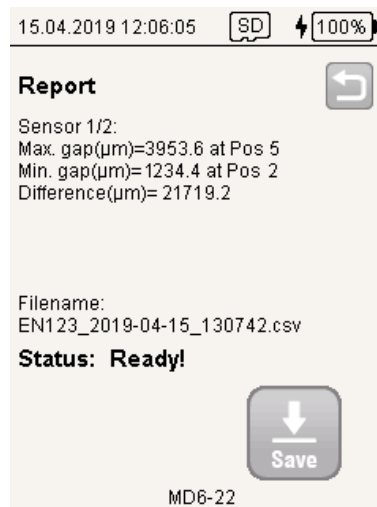 15.04.2019 12:06:05 SD 100%
Report
Sensor 1/2:
Max. gap(µm)=3953.6 at Pos 5
Min. gap(µm)=1234.4 at Pos 2
Difference(µm)= 21719.2
Filename:
EN123_2019-04-15_130742.csv
Status: Ready!
Save
MD6-22